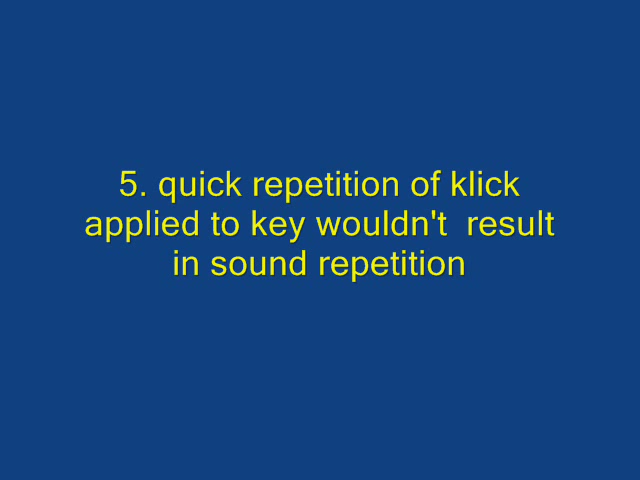 5. quick repetition of klick
applied to key wouldn't  result
in sound repetition